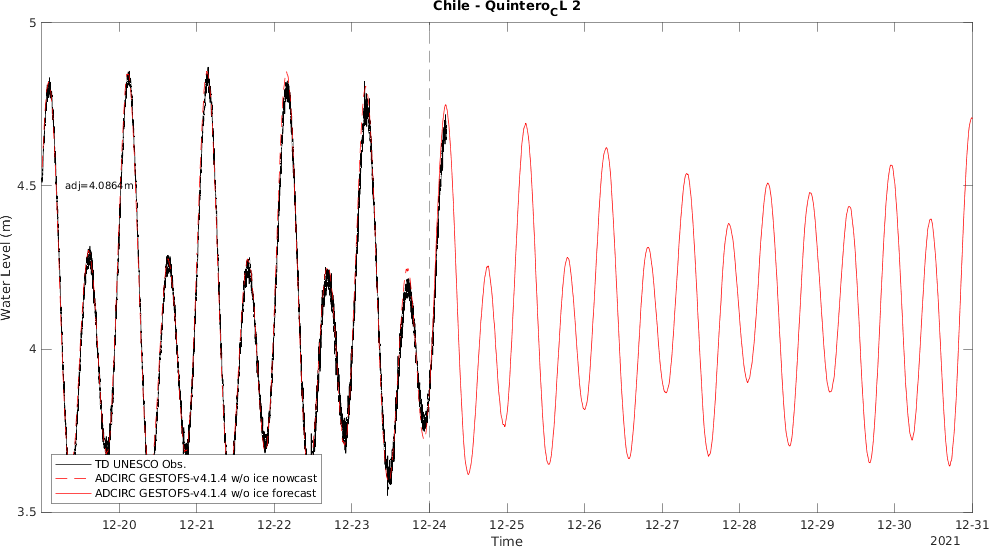 Chile - Quintero_CL 2
5
4.5
4
3.5
Water Level (m)
adj=4.0864m
TD UNESCO Obs.
ADCIRC GESTOFS-v4.1.4 w/o ice nowcast
ADCIRC GESTOFS-v4.1.4 w/o ice forecast
12-20 12-21 12-22 12-23 12-24 12-25 12-26 12-27 12-28 12-29 12-30 12-31
Time
2021